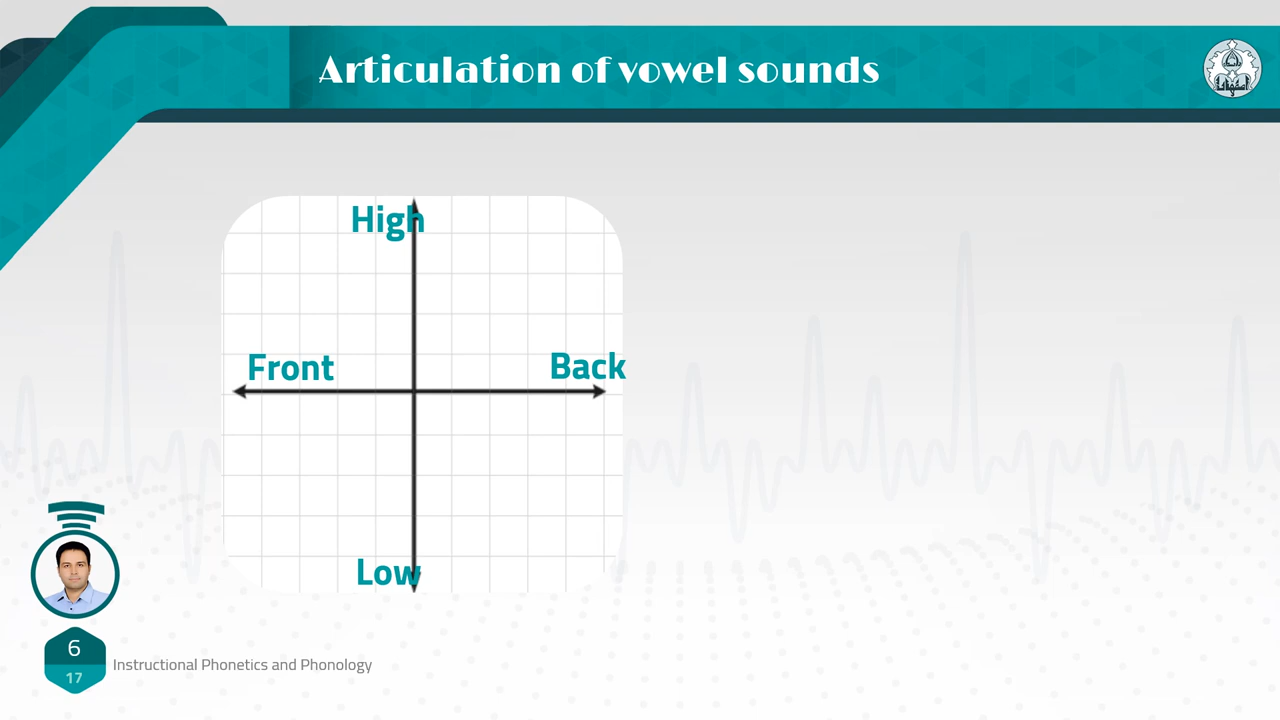 Articulation of vowel sounds
High
Front
Back
Low
6
17
Instructional Phonetics and Phonology